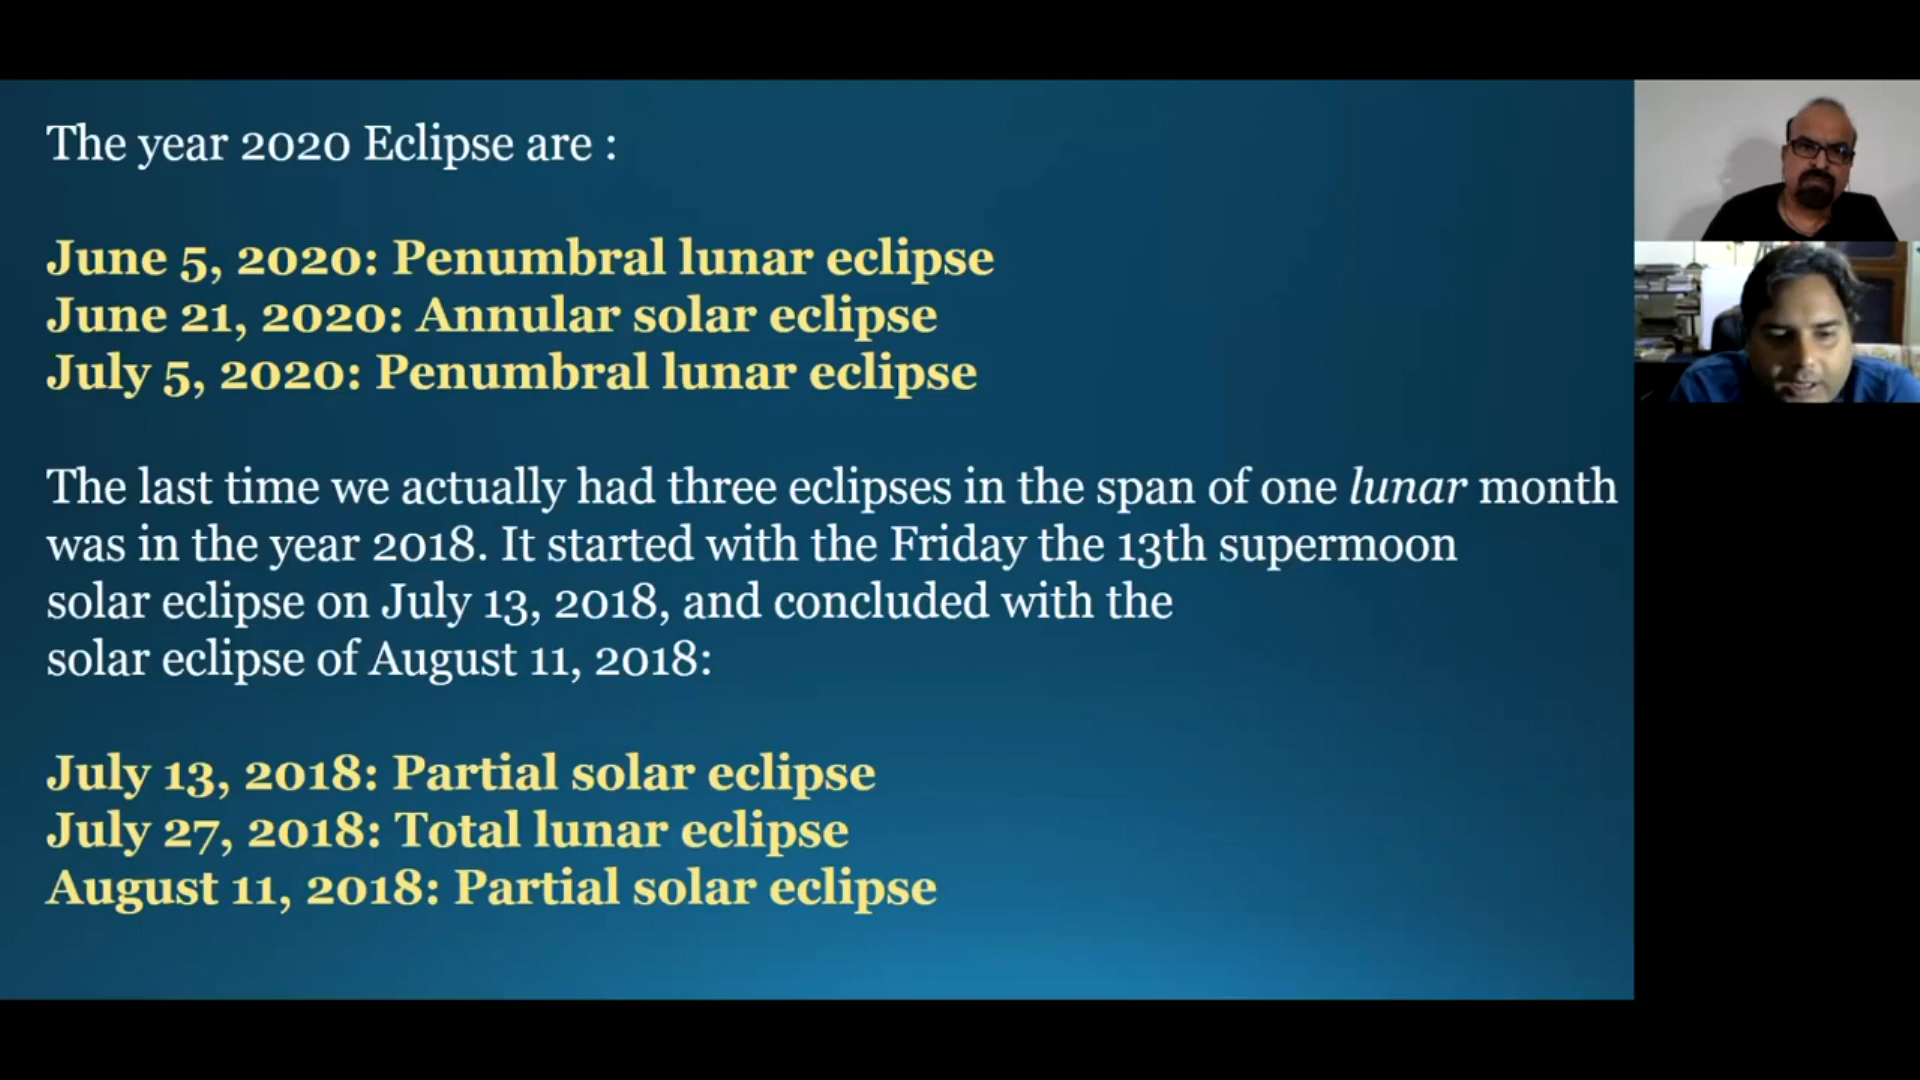 The year 2020 Eclipse are :
June 5, 2020: Penumbral lunar eclipse
June 21, 2020: Annular solar eclipse
July 5, 2020: Penumbral lunar eclipse
The last time we actually had three eclipses in the span of one lunar month
was in the year 2018. It started with the Friday the 13th supermoon
solar eclipse on July 13, 2018, and concluded with the
solar eclipse of August 11, 2018:
July 13, 2018: Partial solar eclipse
July 27, 2018: Total lunar eclipse
August 11, 2018: Partial solar eclipse